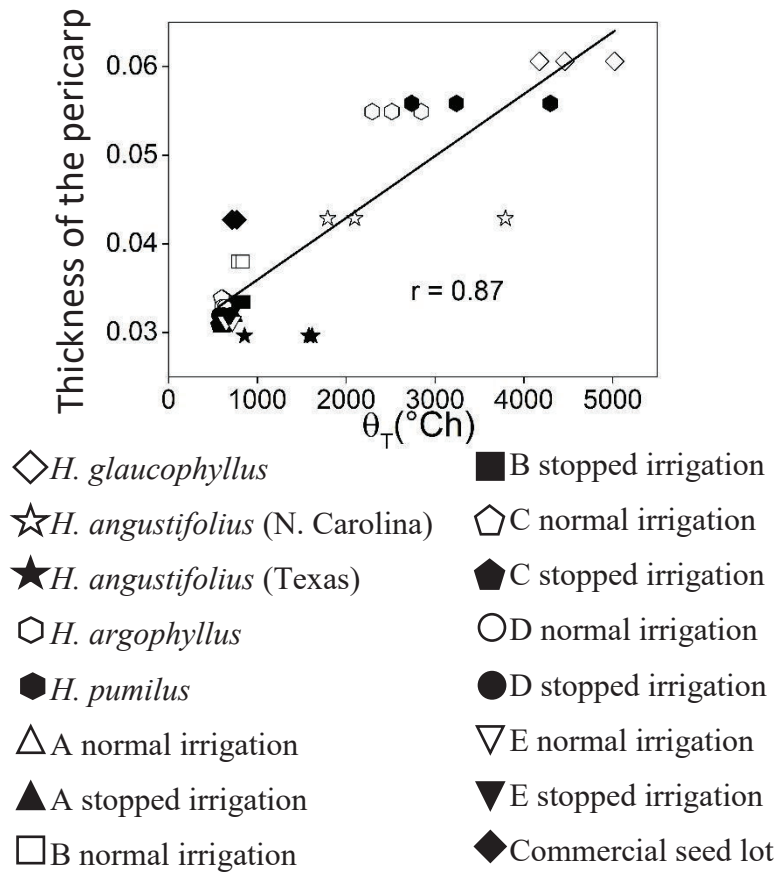 Thickness of the pericarp
0.06
0.05
0.04
0.03
r = 0.87
0 1000 2000 3000 4000 5000
θT(°Ch)
H. glaucophyllus
H. angustifolius (N. Carolina)
H. angustifolius (Texas)
H. argophyllus
H. pumilus
A normal irrigation
A stopped irrigation
B normal irrigation
B stopped irrigation
C normal irrigation
C stopped irrigation
D normal irrigation
D stopped irrigation
E normal irrigation
E stopped irrigation
Commercial seed lot